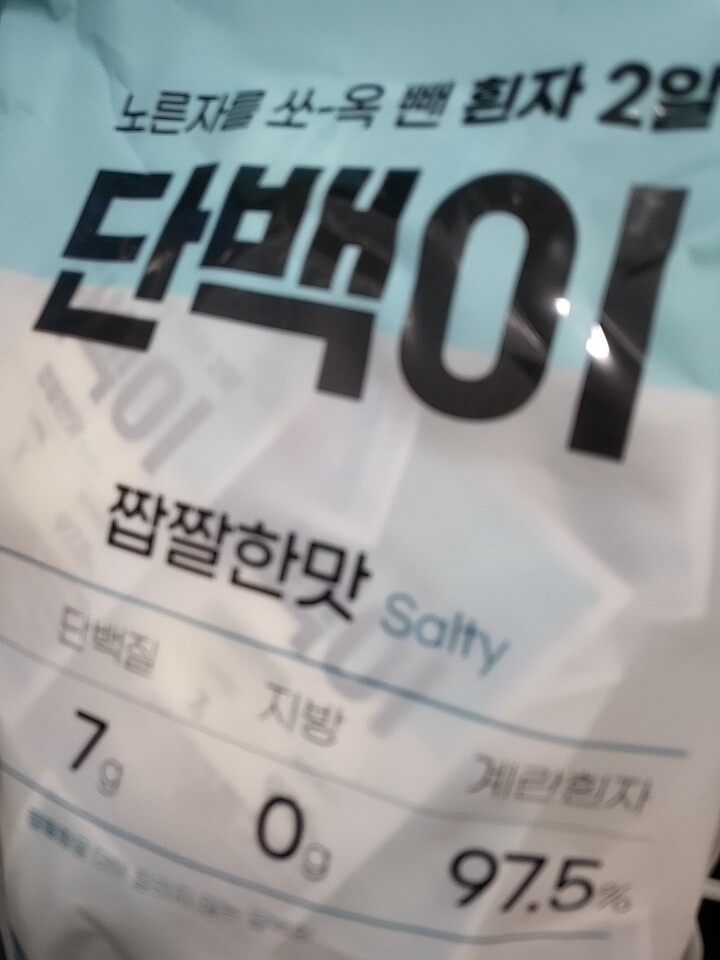 노른자를 쏘-옥 뺀 흰자 2알
단백이
짭짤한맛 Salty
단백질 지방 계란흰자
7g 0g 97.5%